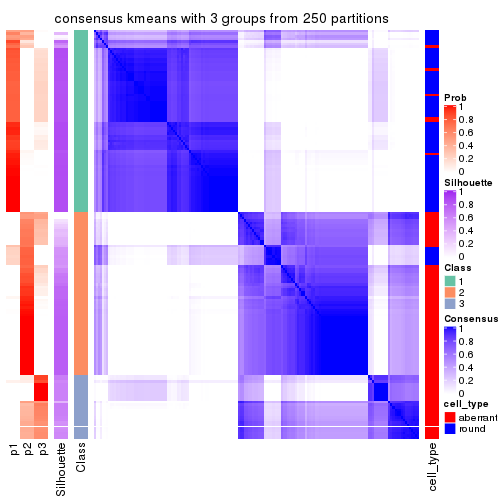 consensus kmeans with 3 groups from 250 partitions
Prob
1
0.8
0.6
0.4
0.2
0
Silhouette
1
0.8
0.6
0.4
0.2
0
Class
1
2
3
Consensus
1
0.8
0.6
0.4
0.2
0
cell_type
aberrant
round
p1
p2
p3
Silhouette
Class
cell_type